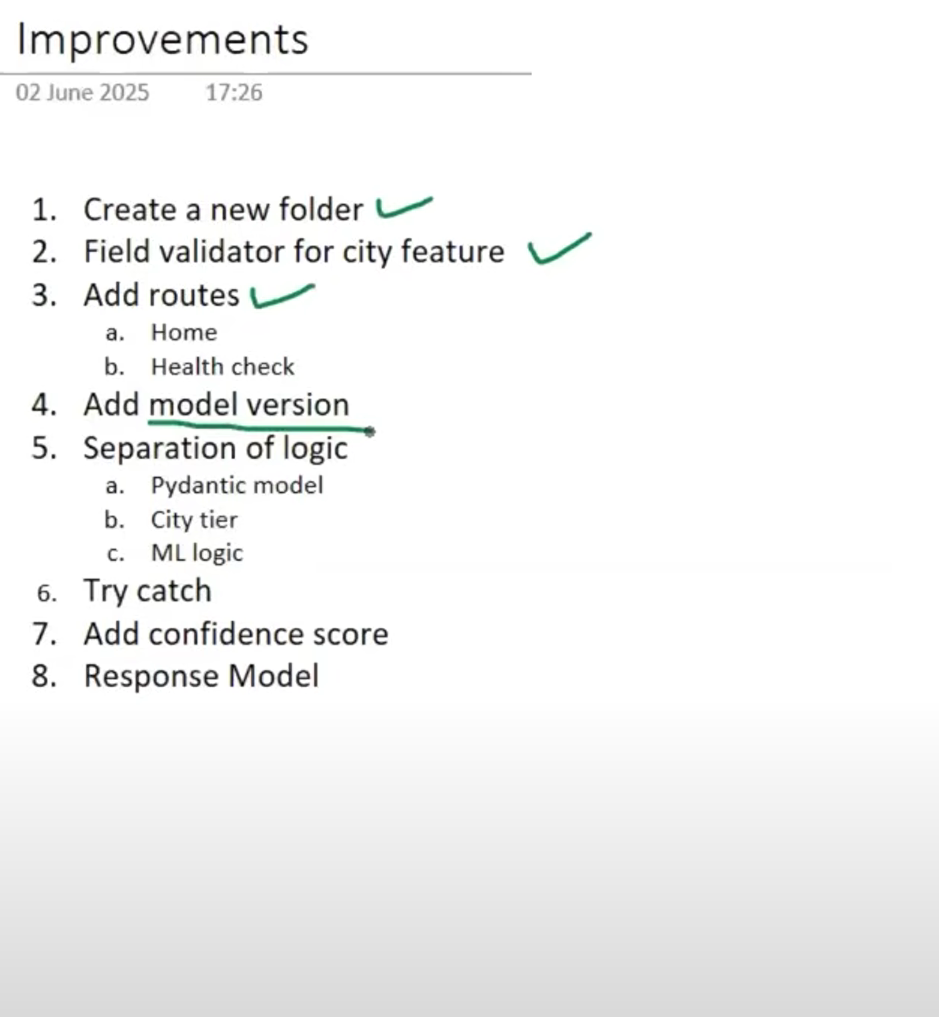 Improvements
02 June 2025 17:26
1. Create a new folder
2. Field validator for city feature
3. Add routes
a. Home
b. Health check
4. Add model version
5. Separation of logic
a. Pydantic model
b. City tier
c. ML logic
6. Try catch
7. Add confidence score
8. Response Model